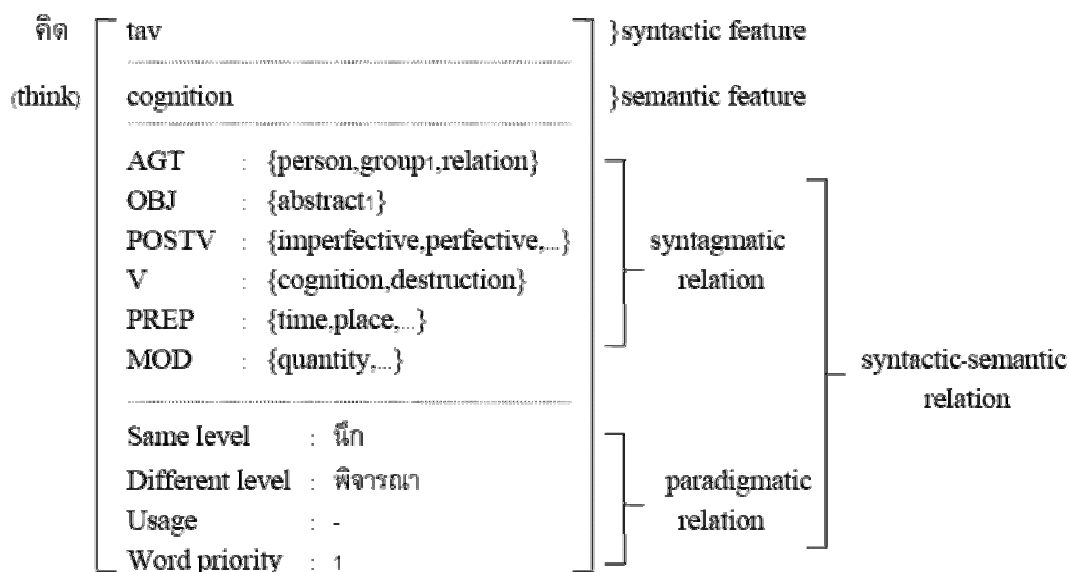 คิด tav }syntactic feature
(think) cognition }semantic feature
AGT : {person,group1,relation}
OBJ : {abstract1}
POSTV : {imperfective,perfective,...}
syntagmatic
V : {cognition,destruction}
relation
PREP : {time,place,...}
MOD : {quantity,...}
syntactic-semantic
relation
Same level : นึก
Different level : พิจารณา
paradigmatic
Usage : -
relation
Word priority : 1